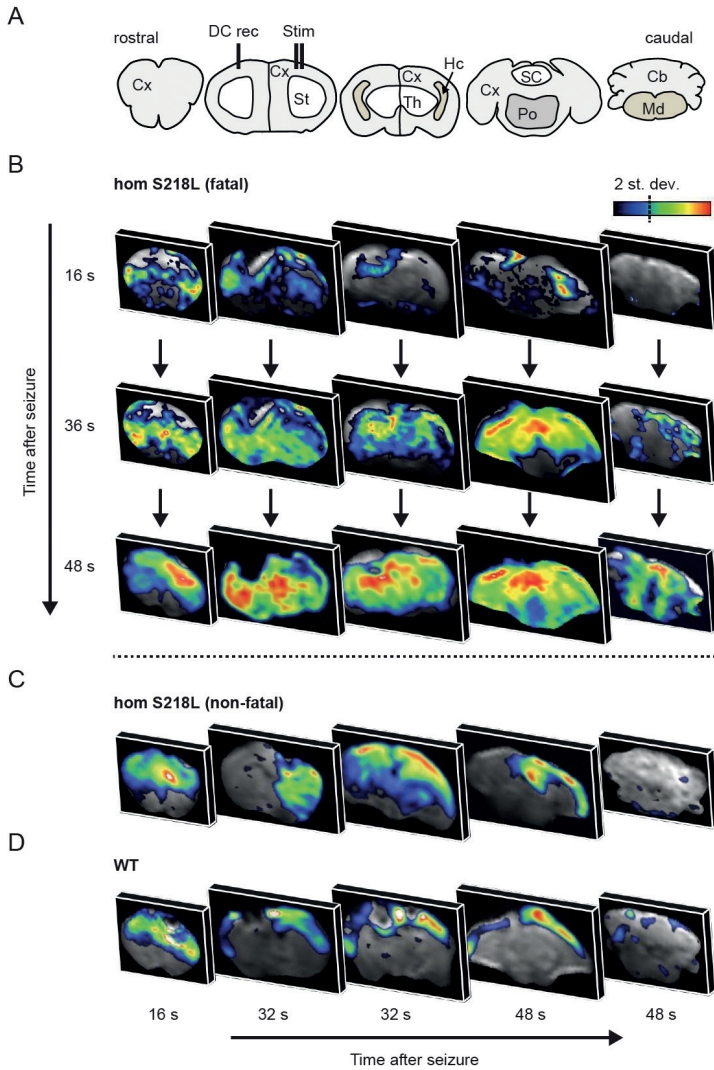 A
rostral
DC rec
Stim
caudal
Cx
Cx
St
Cx
Hc
Th
Cx
SC
Po
Cb
Md
B
hom S218L (fatal)
2 st. dev.
16 s
36 s
48 s
Time after seizure
C
hom S218L (non-fatal)
D
WT
16 s
32 s
32 s
48 s
48 s
Time after seizure